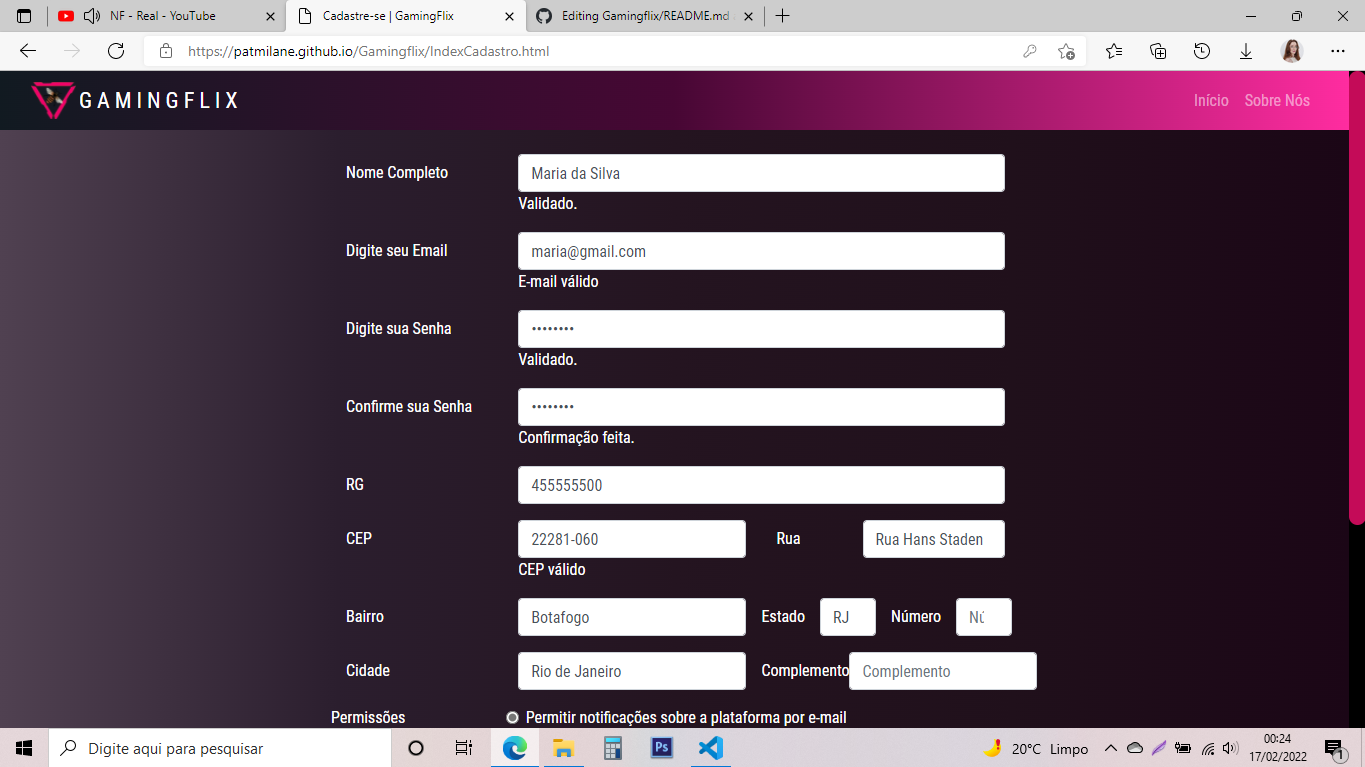 NF - Real - YouTube
Cadastre-se | GamingFlix
Editing Gamingflix/README.md
https://patmilane.github.io/Gamingflix/IndexCadastro.html
GAMINGFLIX
Início Sobre Nós
Nome Completo Maria da Silva
Validado.
Digite seu Email maria@gmail.com
E-mail válido
Digite sua Senha ••••••••
Validado.
Confirme sua Senha ••••••••
Confirmação feita.
RG 455555500
CEP 22281-060 Rua Rua Hans Staden
CEP válido
Bairro Botafogo Estado RJ Número Nú
Cidade Rio de Janeiro Complemento Complemento
Permissões Permitir notificações sobre a plataforma por e-mail
Digite aqui para pesquisar
Ps
20°C Limpo
00:24
17/02/2022
1